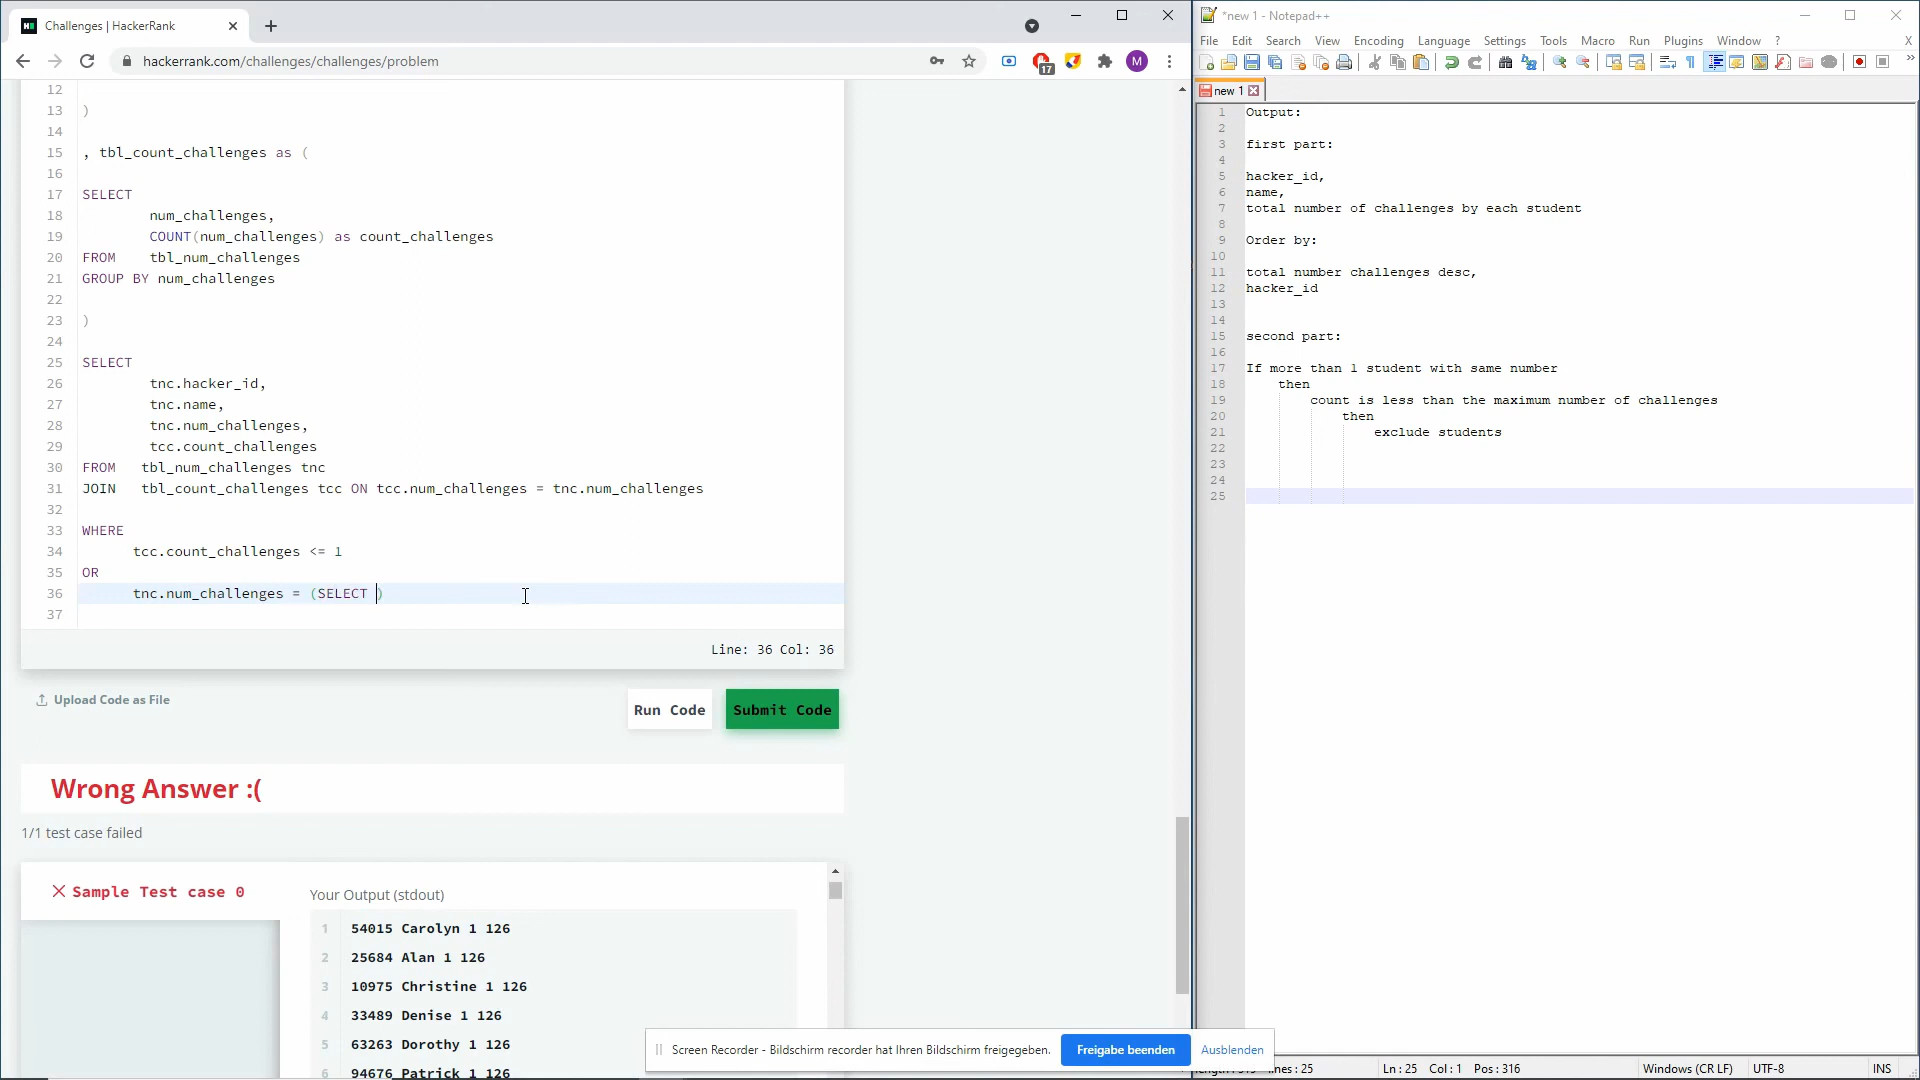 Challenges | HackerRank
hackerrank.com/challenges/challenges/problem
17
M
12
13 )
14
15 , tbl_count_challenges as (
16
17 SELECT
18 num_challenges,
19 COUNT(num_challenges) as count_challenges
20 FROM tbl_num_challenges
21 GROUP BY num_challenges
22
23 )
24
25 SELECT
26 tnc.hacker_id,
27 tnc.name,
28 tnc.num_challenges,
29 tcc.count_challenges
30 FROM tbl_num_challenges tnc
31 JOIN tbl_count_challenges tcc ON tcc.num_challenges = tnc.num_challenges
32
33 WHERE
34 tcc.count_challenges <= 1
35 OR
36 tnc.num_challenges = (SELECT )
37
Line: 36 Col: 36
Upload Code as File
Run Code
Submit Code
Wrong Answer :(
1/1 test case failed
Sample Test case 0
Your Output (stdout)
1 54015 Carolyn 1 126
2 25684 Alan 1 126
3 10975 Christine 1 126
4 33489 Denise 1 126
5 63263 Dorothy 1 126
6 94676 Patrick 1 126
Screen Recorder - Bildschirm recorder hat Ihren Bildschirm freigegeben.
Freigabe beenden
Ausblenden
*new 1 - Notepad++
File Edit Search View Encoding Language Settings Tools Macro Run Plugins Window ? X
new 1
1 Output:
2
3 first part:
4
5 hacker_id,
6 name,
7 total number of challenges by each student
8
9 Order by:
10
11 total number challenges desc,
12 hacker_id
13
14
15 second part:
16
17 If more than 1 student with same number
18 then
19 count is less than the maximum number of challenges
20 then
21 exclude students
22
23
24
25
Ln : 25 Col : 1 Pos : 316
Windows (CR LF)
UTF-8
INS